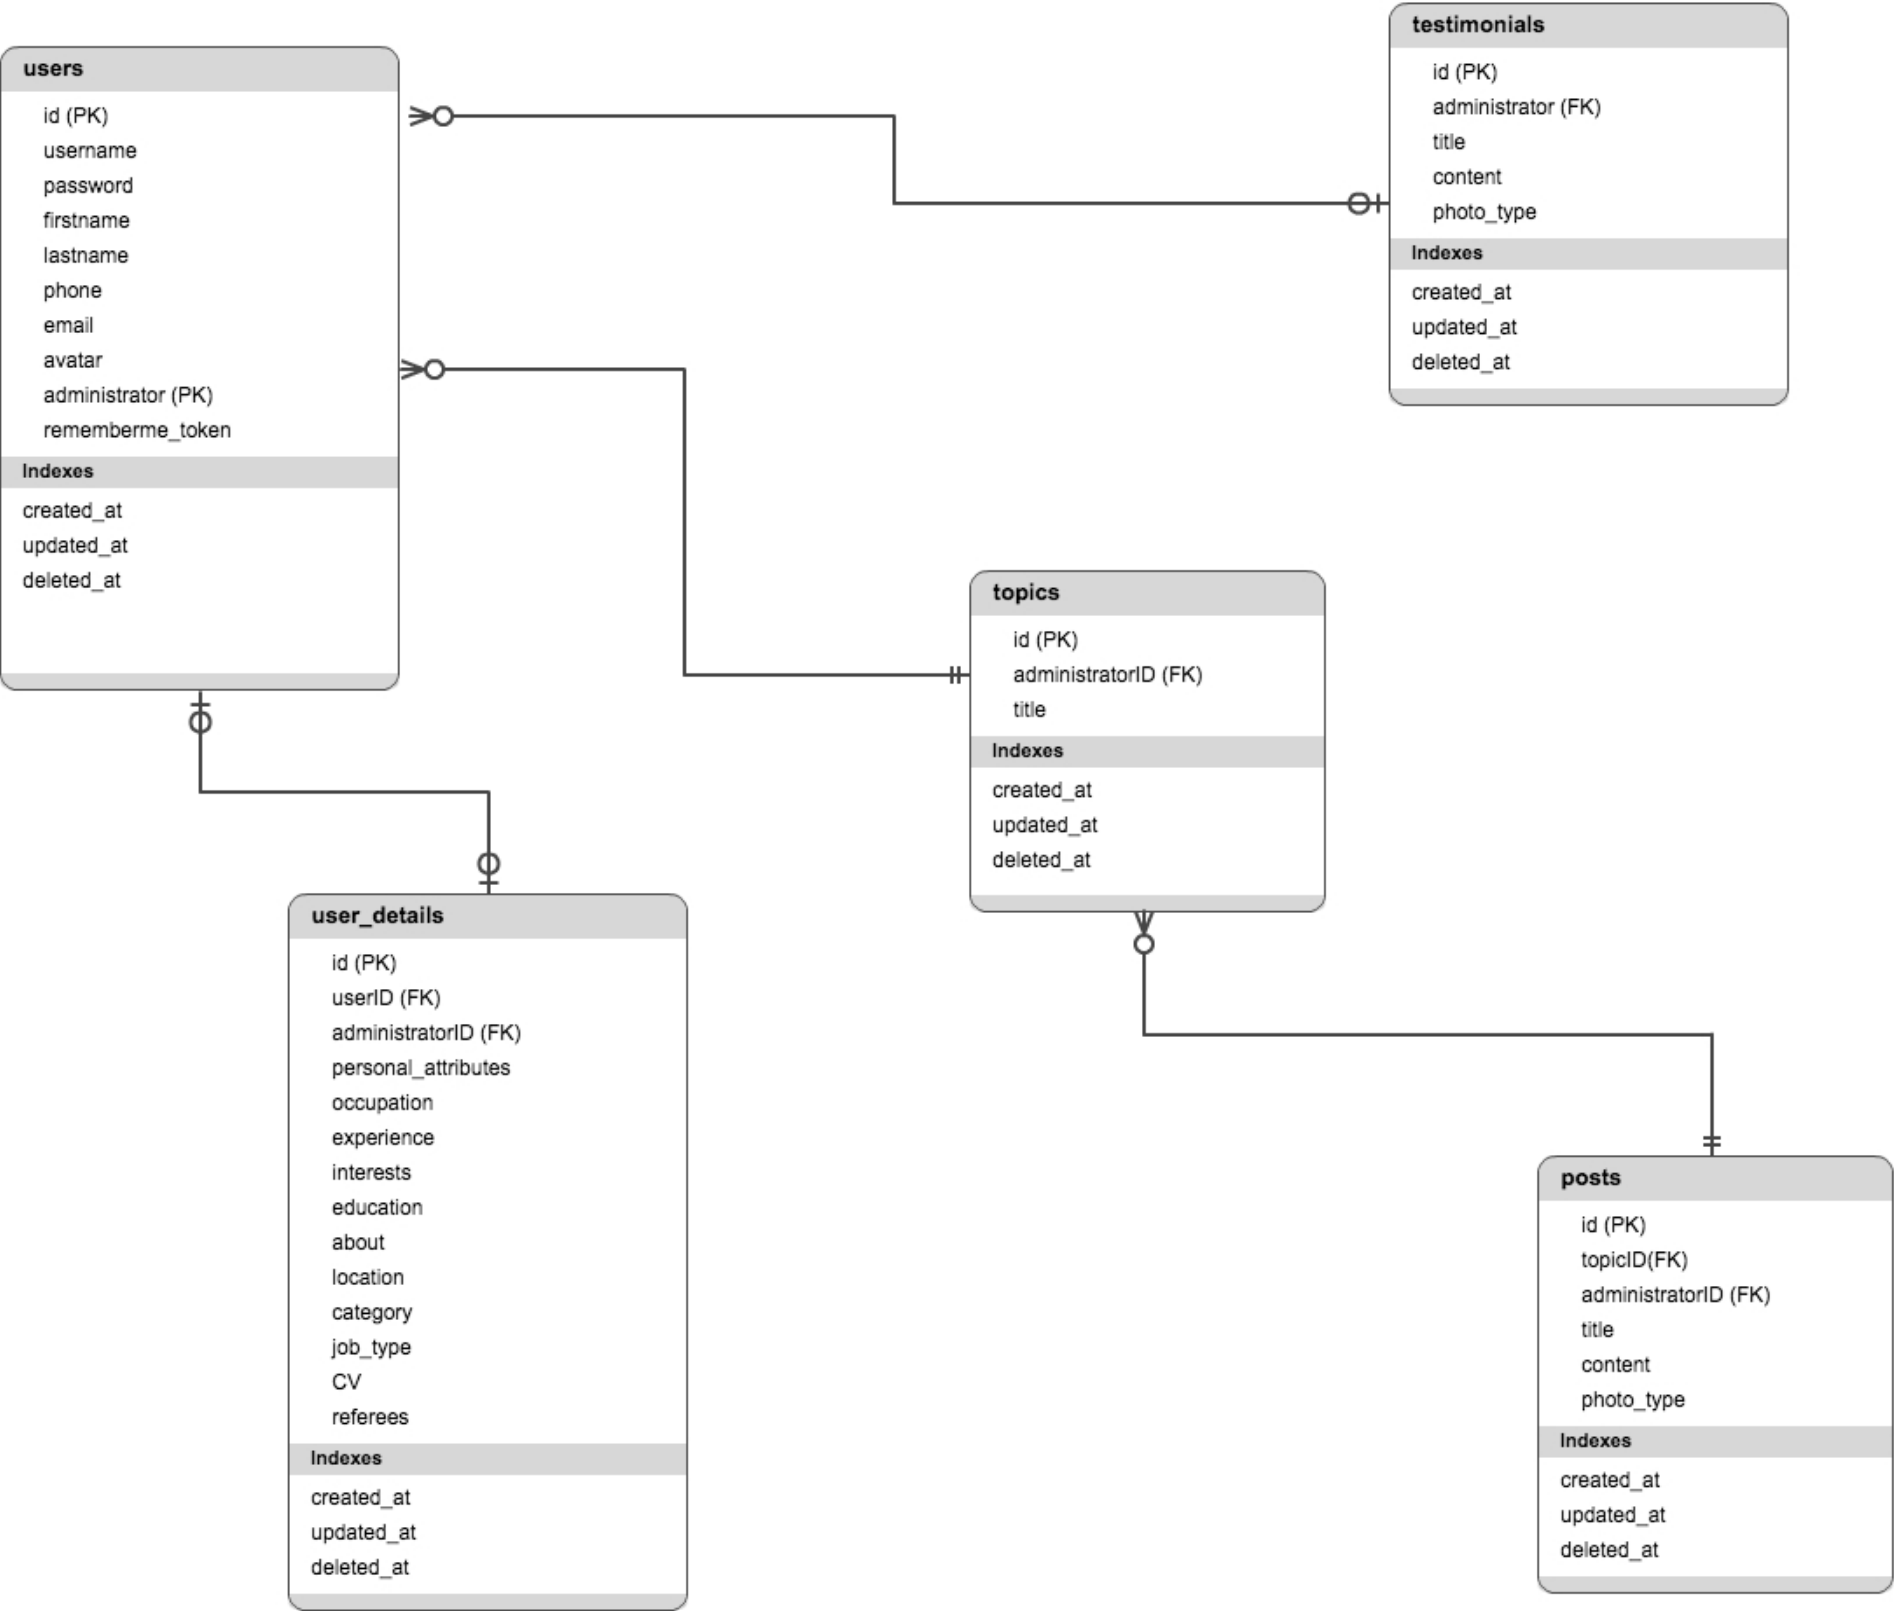 users
id (PK)
username
password
firstname
lastname
phone
email
avatar
administrator (PK)
rememberme_token
Indexes
created_at
updated_at
deleted_at
testimonials
id (PK)
administrator (FK)
title
content
photo_type
Indexes
created_at
updated_at
deleted_at
topics
id (PK)
administratorID (FK)
title
Indexes
created_at
updated_at
deleted_at
user_details
id (PK)
userID (FK)
administratorID (FK)
personal_attributes
occupation
experience
interests
education
about
location
category
job_type
CV
referees
Indexes
created_at
updated_at
deleted_at
posts
id (PK)
topicID(FK)
administratorID (FK)
title
content
photo_type
Indexes
created_at
updated_at
deleted_at